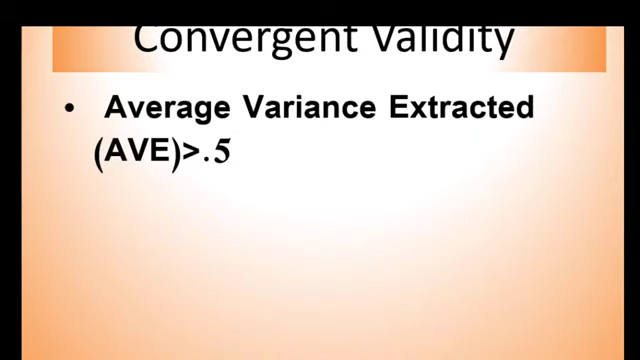 Convergent Validity
• Average Variance Extracted
(AVE)>.5